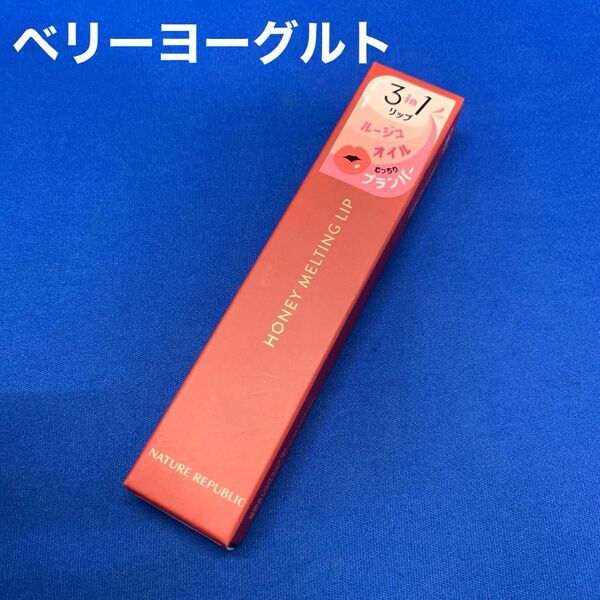 ベリーヨーグルト
3in1
リップ
ルージュ
オイル
むっちり
プランパー
HONEY MELTING LIP
NATURE REPUBLIC